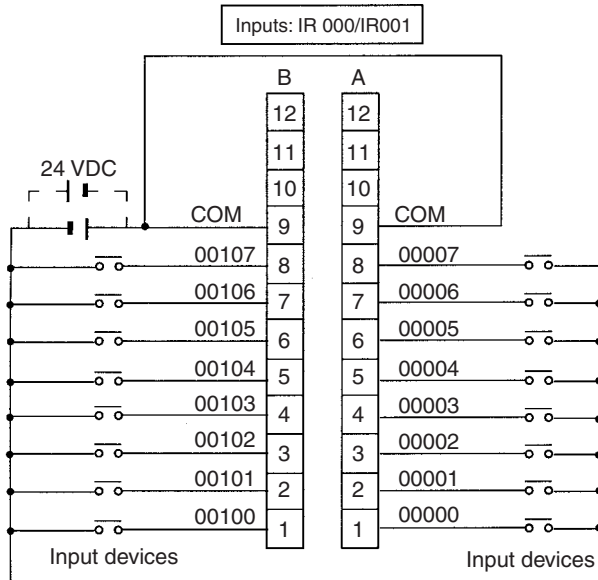 Inputs: IR 000/IR001
B A
12 12
11 11
24 VDC 10 10
COM 9 9 COM
00107 8 8 00007
00106 7 7 00006
00105 6 6 00005
00104 5 5 00004
00103 4 4 00003
00102 3 3 00002
00101 2 2 00001
00100 1 1 00000
Input devices Input devices